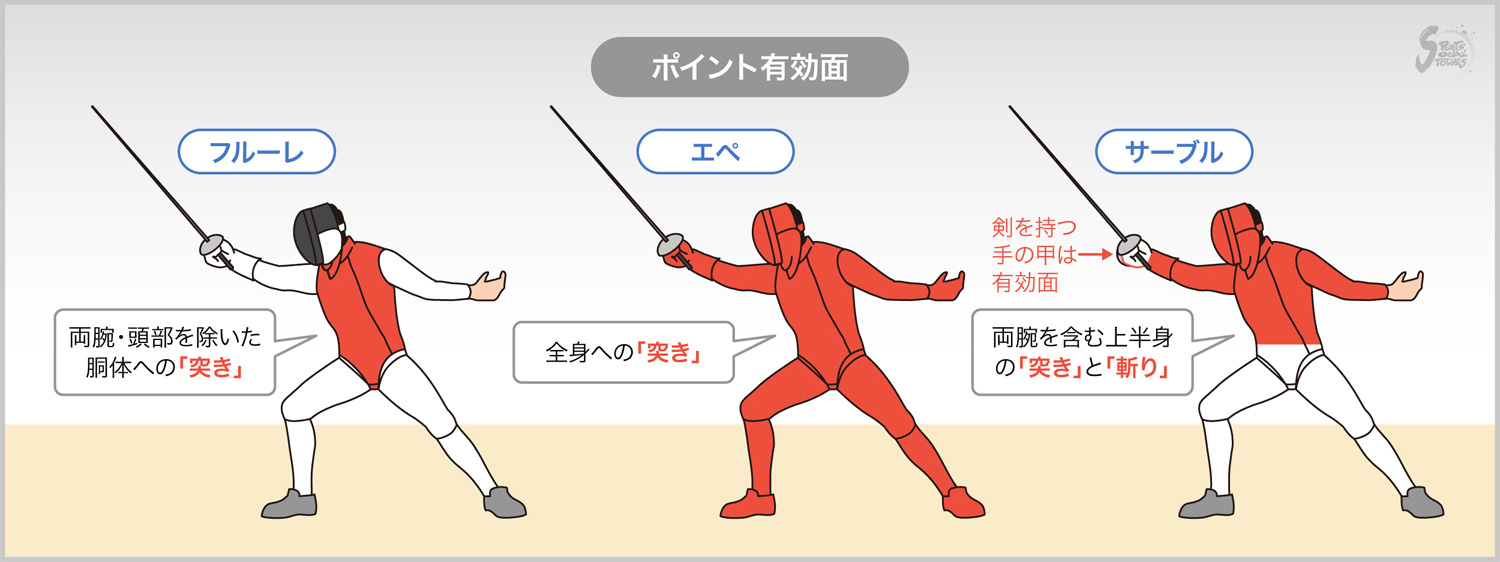 ポイント有効面
SPORTS
SOCIAL
STORIES
フルーレ
両腕・頭部を除いた
胴体への「突き」
エペ
全身への「突き」
サーブル
剣を持つ
手の甲は
有効面
両腕を含む上半身
の「突き」と「斬り」